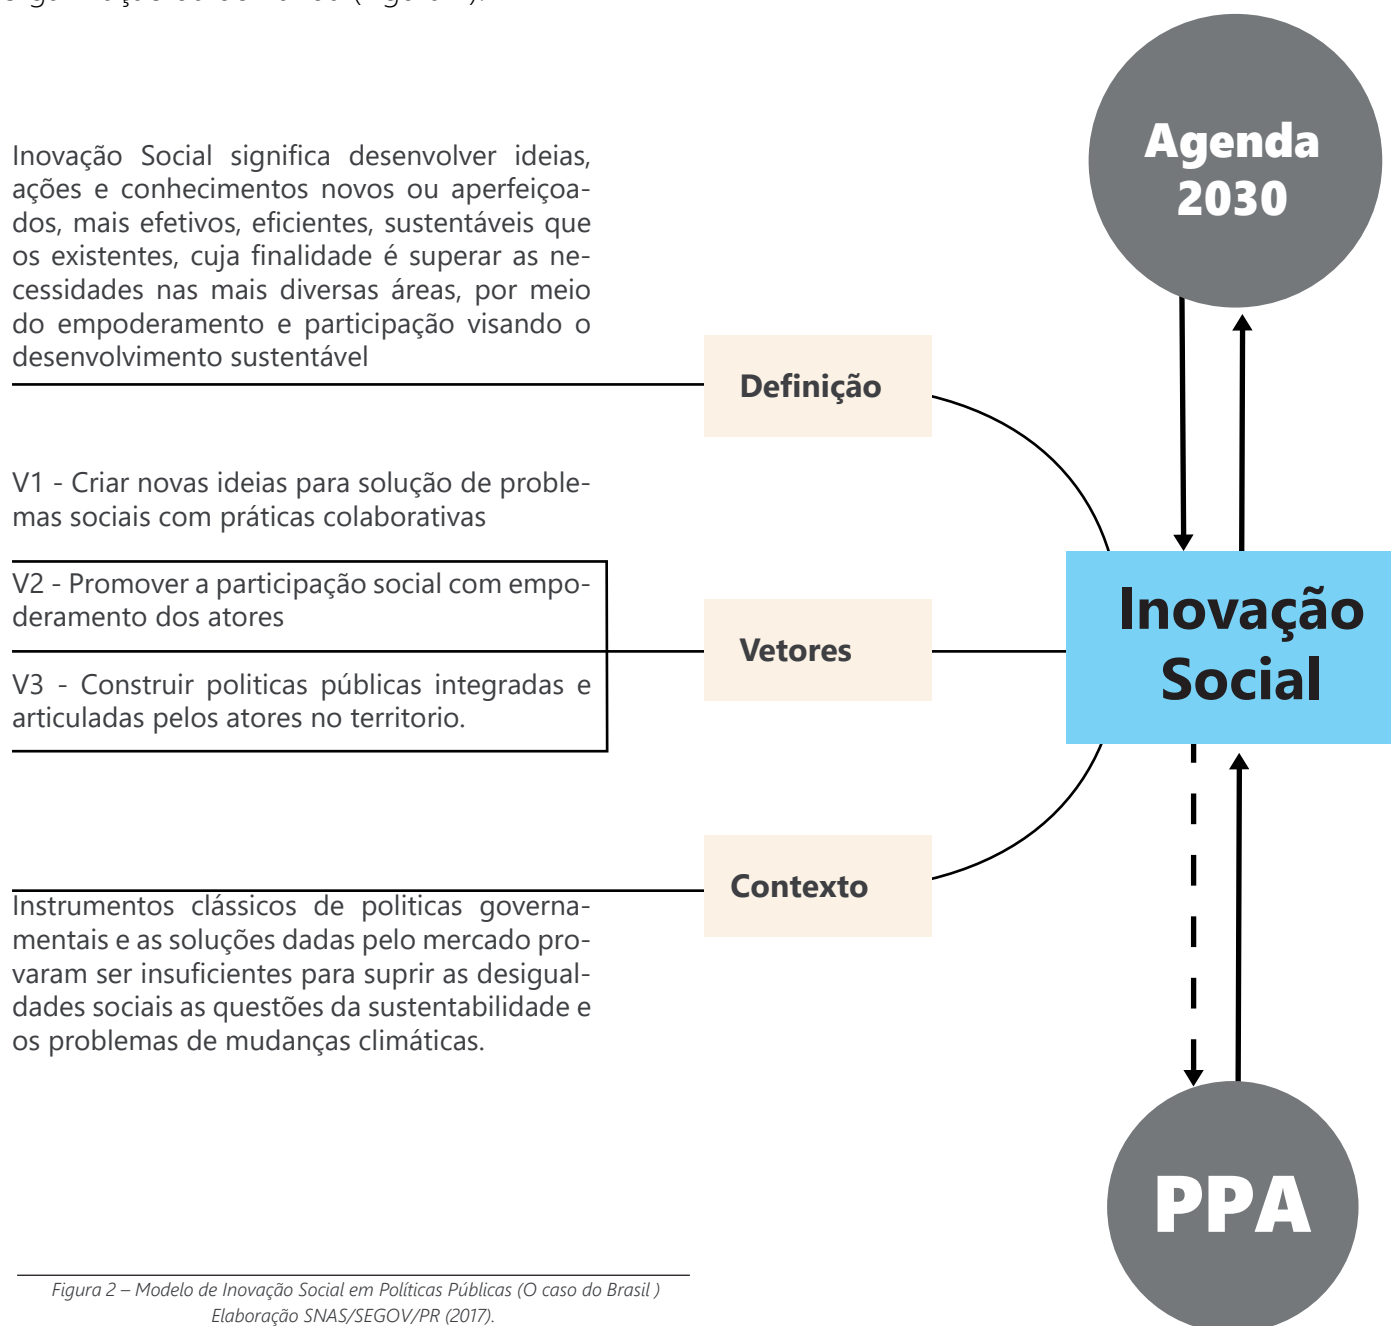 Agenda
2030
Inovação Social significa desenvolver ideias,
ações e conhecimentos novos ou aperfeiçoa-
dos, mais efetivos, eficientes, sustentáveis que
os existentes, cuja finalidade é superar as ne-
cessidades nas mais diversas áreas, por meio
do empoderamento e participação visando o
desenvolvimento sustentável
Definição
V1 - Criar novas ideias para solução de proble-
mas sociais com práticas colaborativas
V2 - Promover a participação social com empo-
deramento dos atores
V3 - Construir politicas públicas integradas e
articuladas pelos atores no territorio.
Vetores
Inovação
Social
Contexto
Instrumentos clássicos de politicas governa-
mentais e as soluções dadas pelo mercado pro-
varam ser insuficientes para suprir as desigual-
dades sociais as questões da sustentabilidade e
os problemas de mudanças climáticas.
PPA
Figura 2 – Modelo de Inovação Social em Políticas Públicas (O caso do Brasil )
Elaboração SNAS/SEGOV/PR (2017).